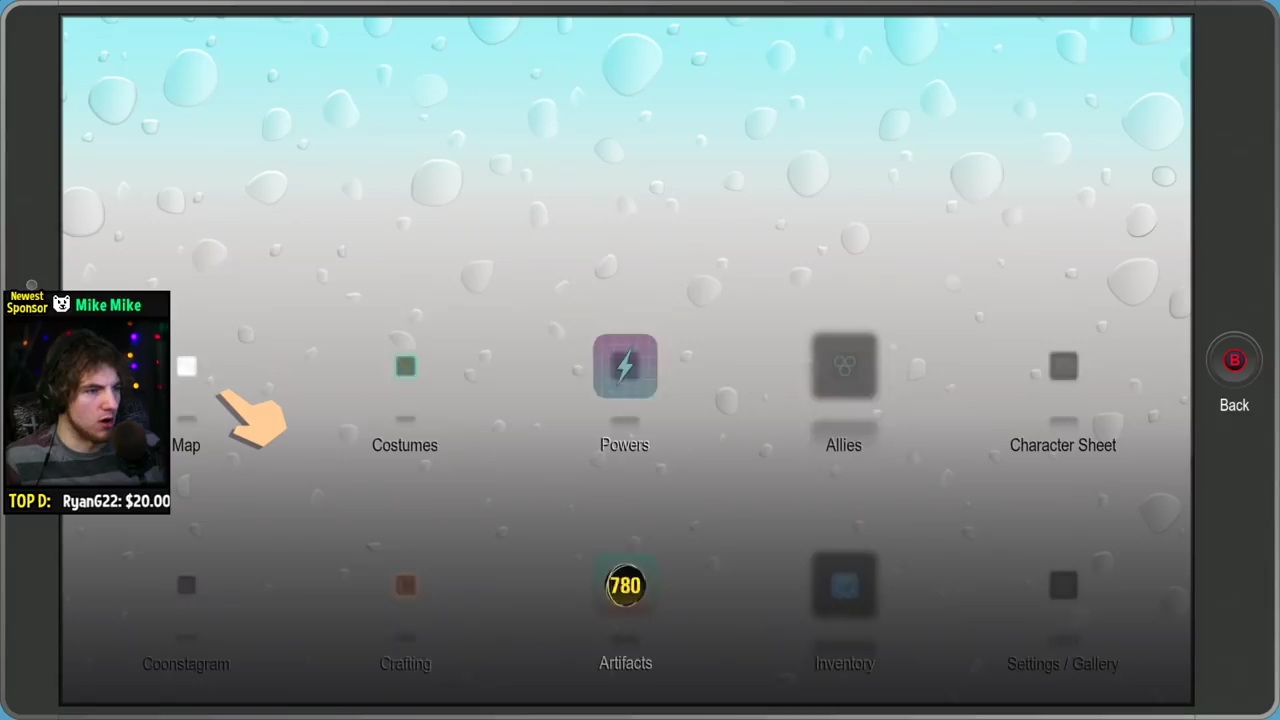 Newest
Sponsor
Mike Mike
TOP D: RyanG22: $20.00
Map
Costumes
Powers
Allies
Character Sheet
B
Back
780
Coonstagram
Crafting
Artifacts
Inventory
Settings / Gallery